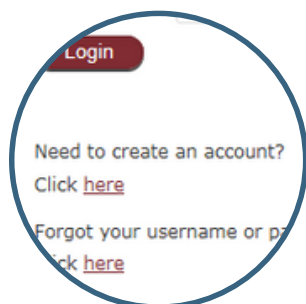 Login
Need to create an account?
Click here
Forgot your username or
here